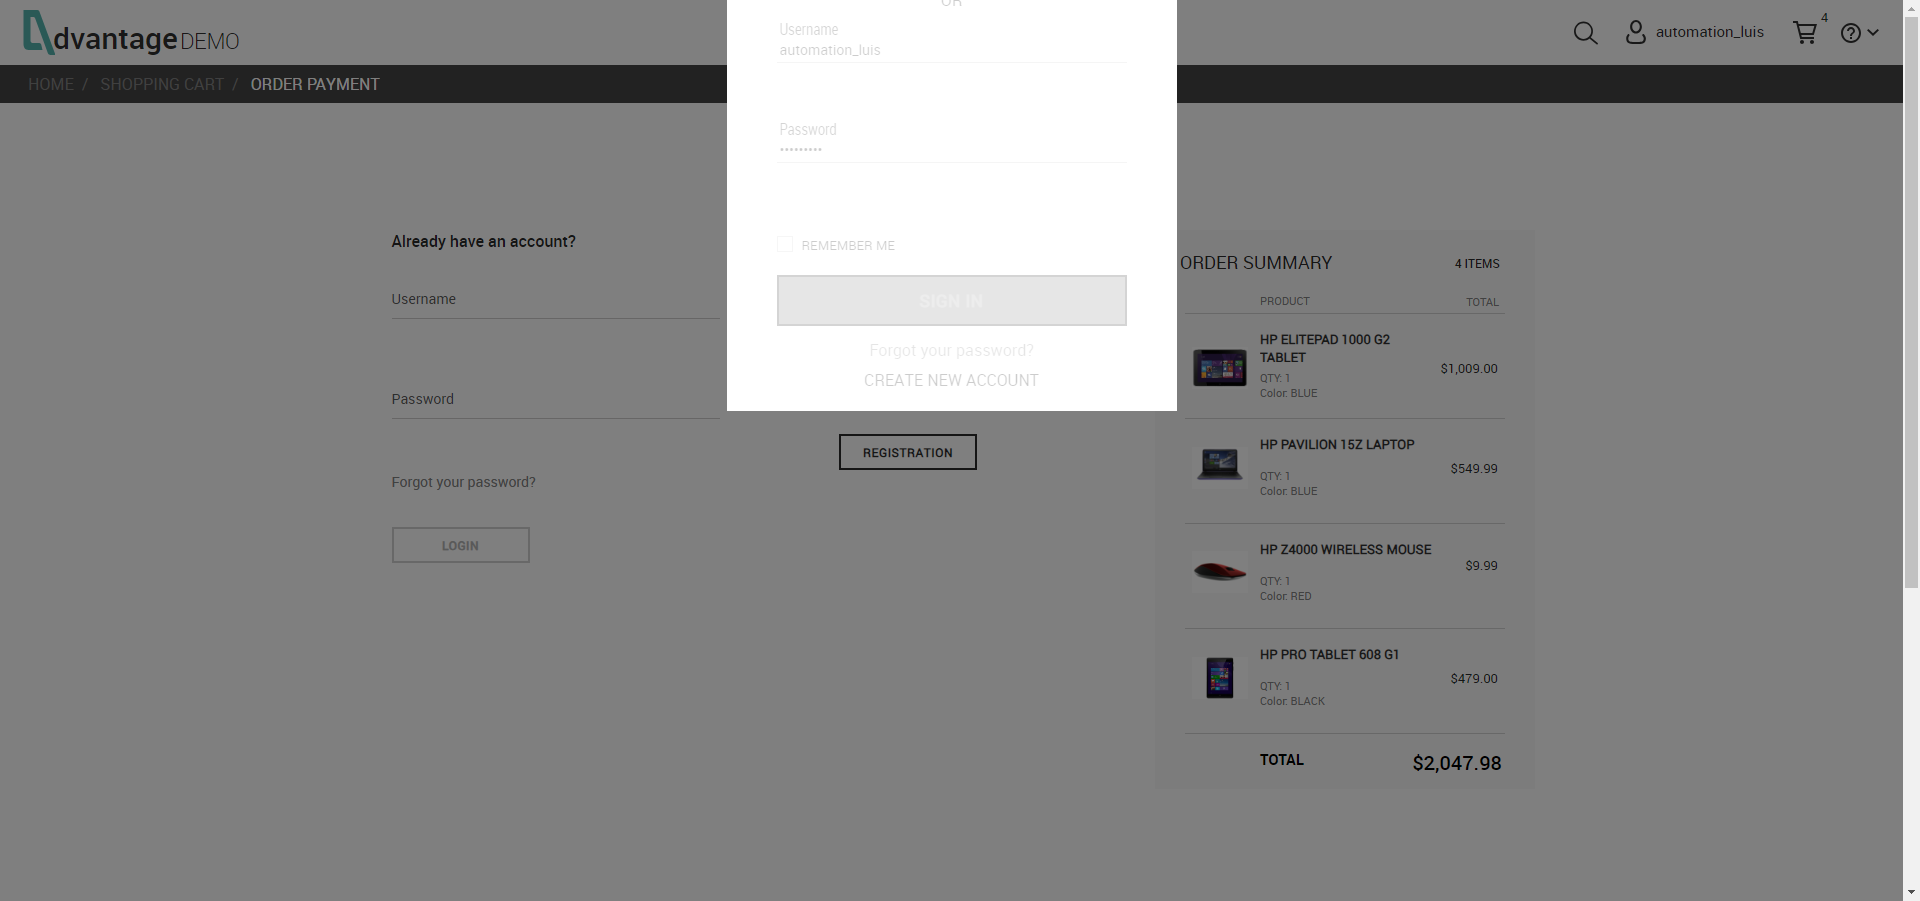 dvantage DEMO
automation_luis
4
HOME / SHOPPING CART / ORDER PAYMENT
OR
Username
automation_luis
Password
•••••••••
REMEMBER ME
SIGN IN
Forgot your password?
CREATE NEW ACCOUNT
Already have an account?
Username
Password
Forgot your password?
LOGIN
REGISTRATION
ORDER SUMMARY
4 ITEMS
PRODUCT
TOTAL
HP ELITEPAD 1000 G2
TABLET
QTY: 1
Color: BLUE
$1,009.00
HP PAVILION 15Z LAPTOP
QTY: 1
Color: BLUE
$549.99
HP Z4000 WIRELESS MOUSE
QTY: 1
Color: RED
$9.99
HP PRO TABLET 608 G1
QTY: 1
Color: BLACK
$479.00
TOTAL
$2,047.98